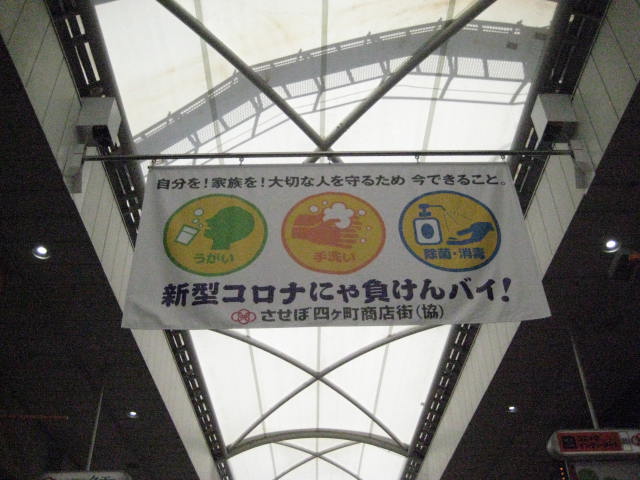 自分を!家族を!大切な人を守るため 今できること。
うがい
手洗い
除菌・消毒
新型コロナにゃ負けんバイ!
させぼ四ヶ町商店街(協)